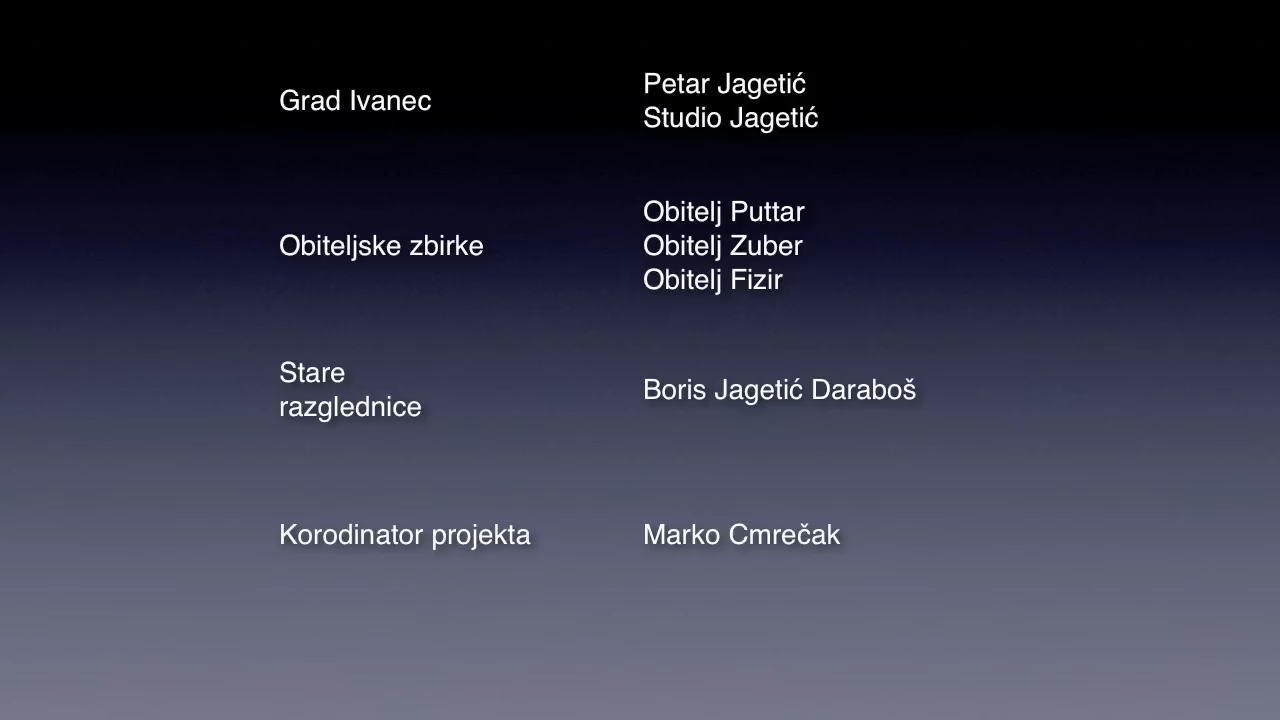 Grad Ivanec
Petar Jagetić
Studio Jagetić
Obiteljske zbirke
Obitelj Puttar
Obitelj Zuber
Obitelj Fizir
Stare
razglednice
Boris Jagetić Daraboš
Korodinator projekta
Marko Cmrečak